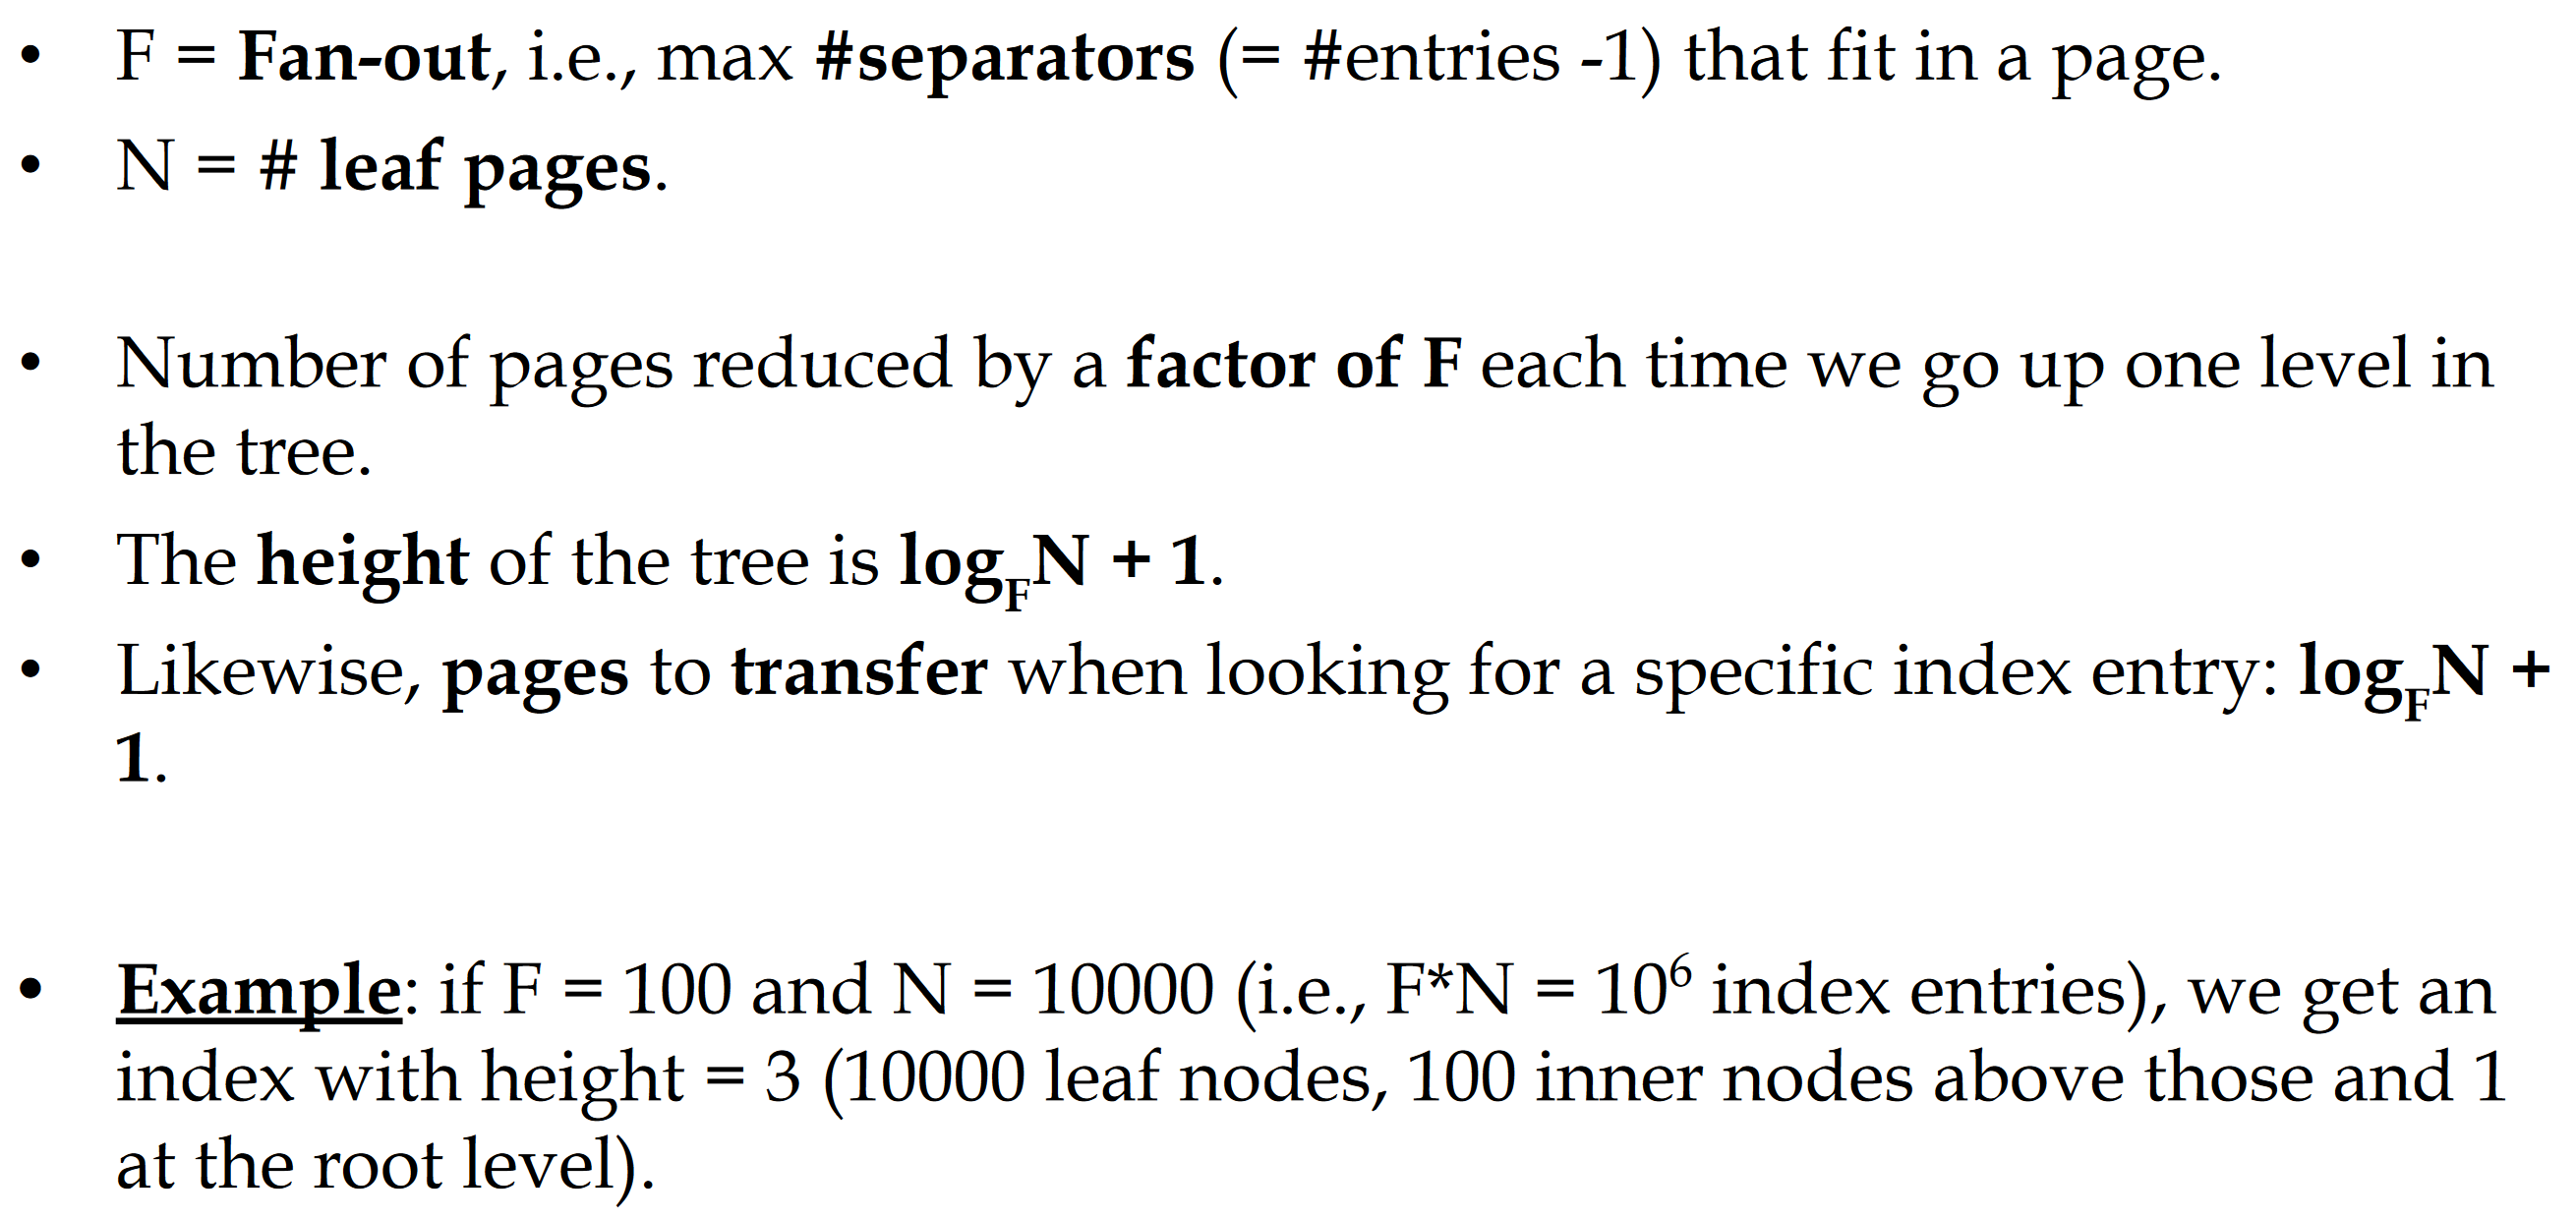 • F = Fan-out, i.e., max #separators (= #entries -1) that fit in a page.
• N = # leaf pages.
• Number of pages reduced by a factor of F each time we go up one level in
the tree.
• The height of the tree is log_F N + 1.
• Likewise, pages to transfer when looking for a specific index entry: log_F N +
1.
• Example: if F = 100 and N = 10000 (i.e., F*N = 10⁶ index entries), we get an
index with height = 3 (10000 leaf nodes, 100 inner nodes above those and 1
at the root level).